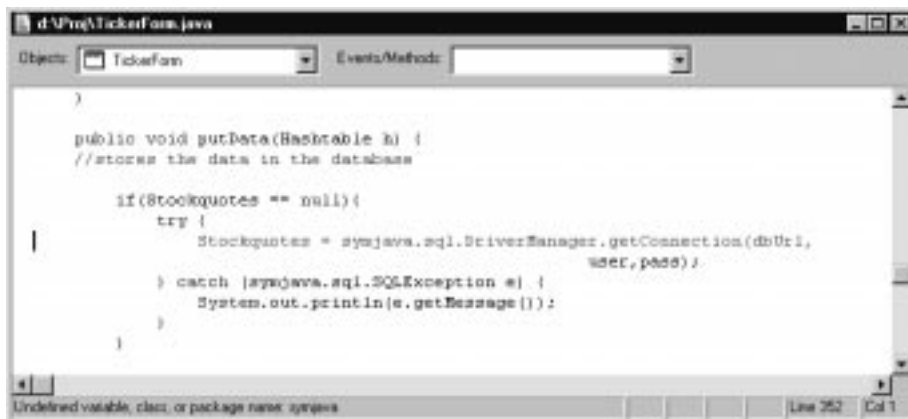 d:\Proj\TickerForm.java
Objects: TickerForm Events/Methods:
}
public void putData(Hashtable h) {
//stores the data in the database
if(Stockquotes == null){
try {
Stockquotes = symjava.sql.DriverManager.getConnection(dbUrl,
user,pass);
} catch (symjava.sql.SQLException e) {
System.out.println(e.getMessage());
}
}
Undefined variable, class, or package name: symjava Line 352 Col 1